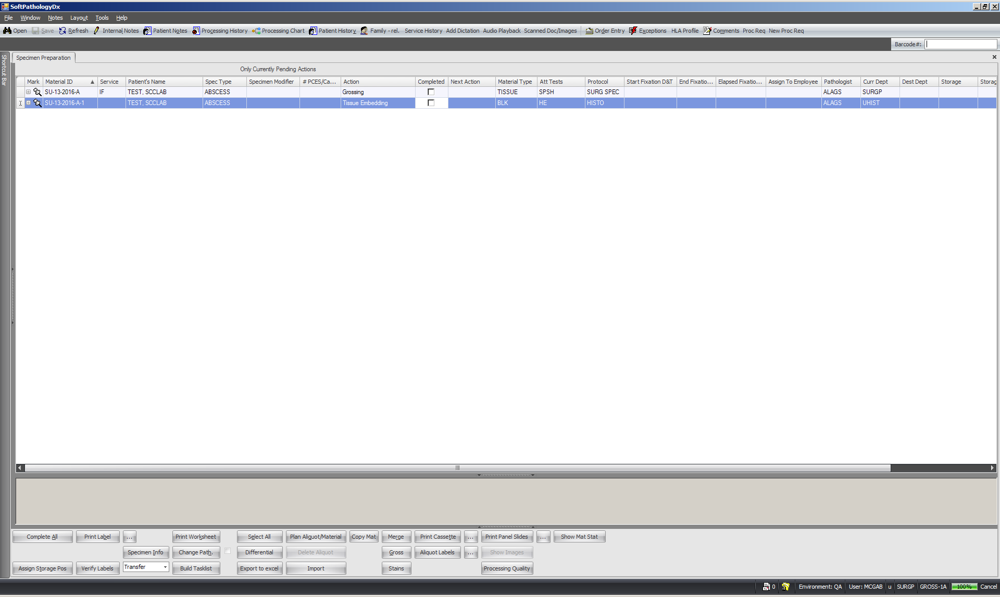 SoftPathologyDx
File Window Notes Layout Tools Help
Open Save Refresh Internal Notes Patient Notes Processing History Processing Chart Patient History Family - rel. Service History Add Dictation Audio Playback Scanned Doc/Images Order Entry Exceptions HLA Profile Comments Proc Req New Proc Req
Barcode#:
Shortcut Bar
Specimen Preparation
Only Currently Pending Actions
Mark Material ID Service Patient's Name Spec Type Specimen Modifier # PCES/Ca... Action Completed Next Action Material Type Att Tests Protocol Start Fixation D&T End Fixatio... Elapsed Fixatio... Assign To Employee Pathologist Curr Dept Dest Dept Storage Storag
SU-13-2016-A IF TEST, SCCLAB ABSCESS Grossing TISSUE SPSH SURG SPEC ALAGS SURGP
SU-13-2016-A-1 TEST, SCCLAB ABSCESS Tissue Embedding BLK HE HISTO ALAGS UHIST
Complete All Print Label ... Print Worksheet Select All Plan Aliquot/Material Copy Mat Merge Print Cassette ... Print Panel Slides ... Show Mat Stat
Specimen Info Change Path. Differential Delete Aliquot Gross Aliquot Labels ... Show Images
Assign Storage Pos Verify Labels Transfer Build Tasklist Export to excel Import Stains Processing Quality
0 Environment: QA User: MCGAB u SURGP GROSS-1A 100% Cancel